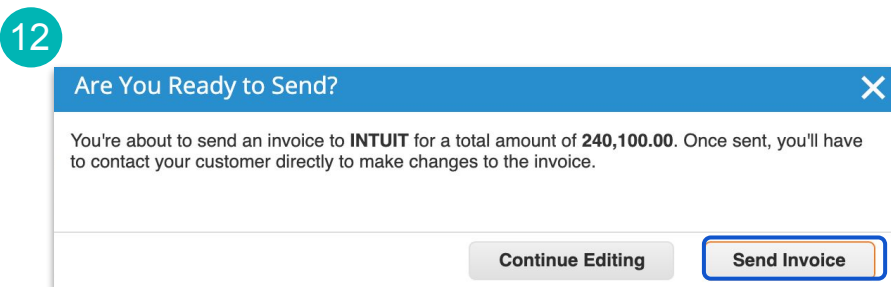 12
Are You Ready to Send?
You're about to send an invoice to INTUIT for a total amount of 240,100.00. Once sent, you'll have
to contact your customer directly to make changes to the invoice.
Continue Editing
Send Invoice